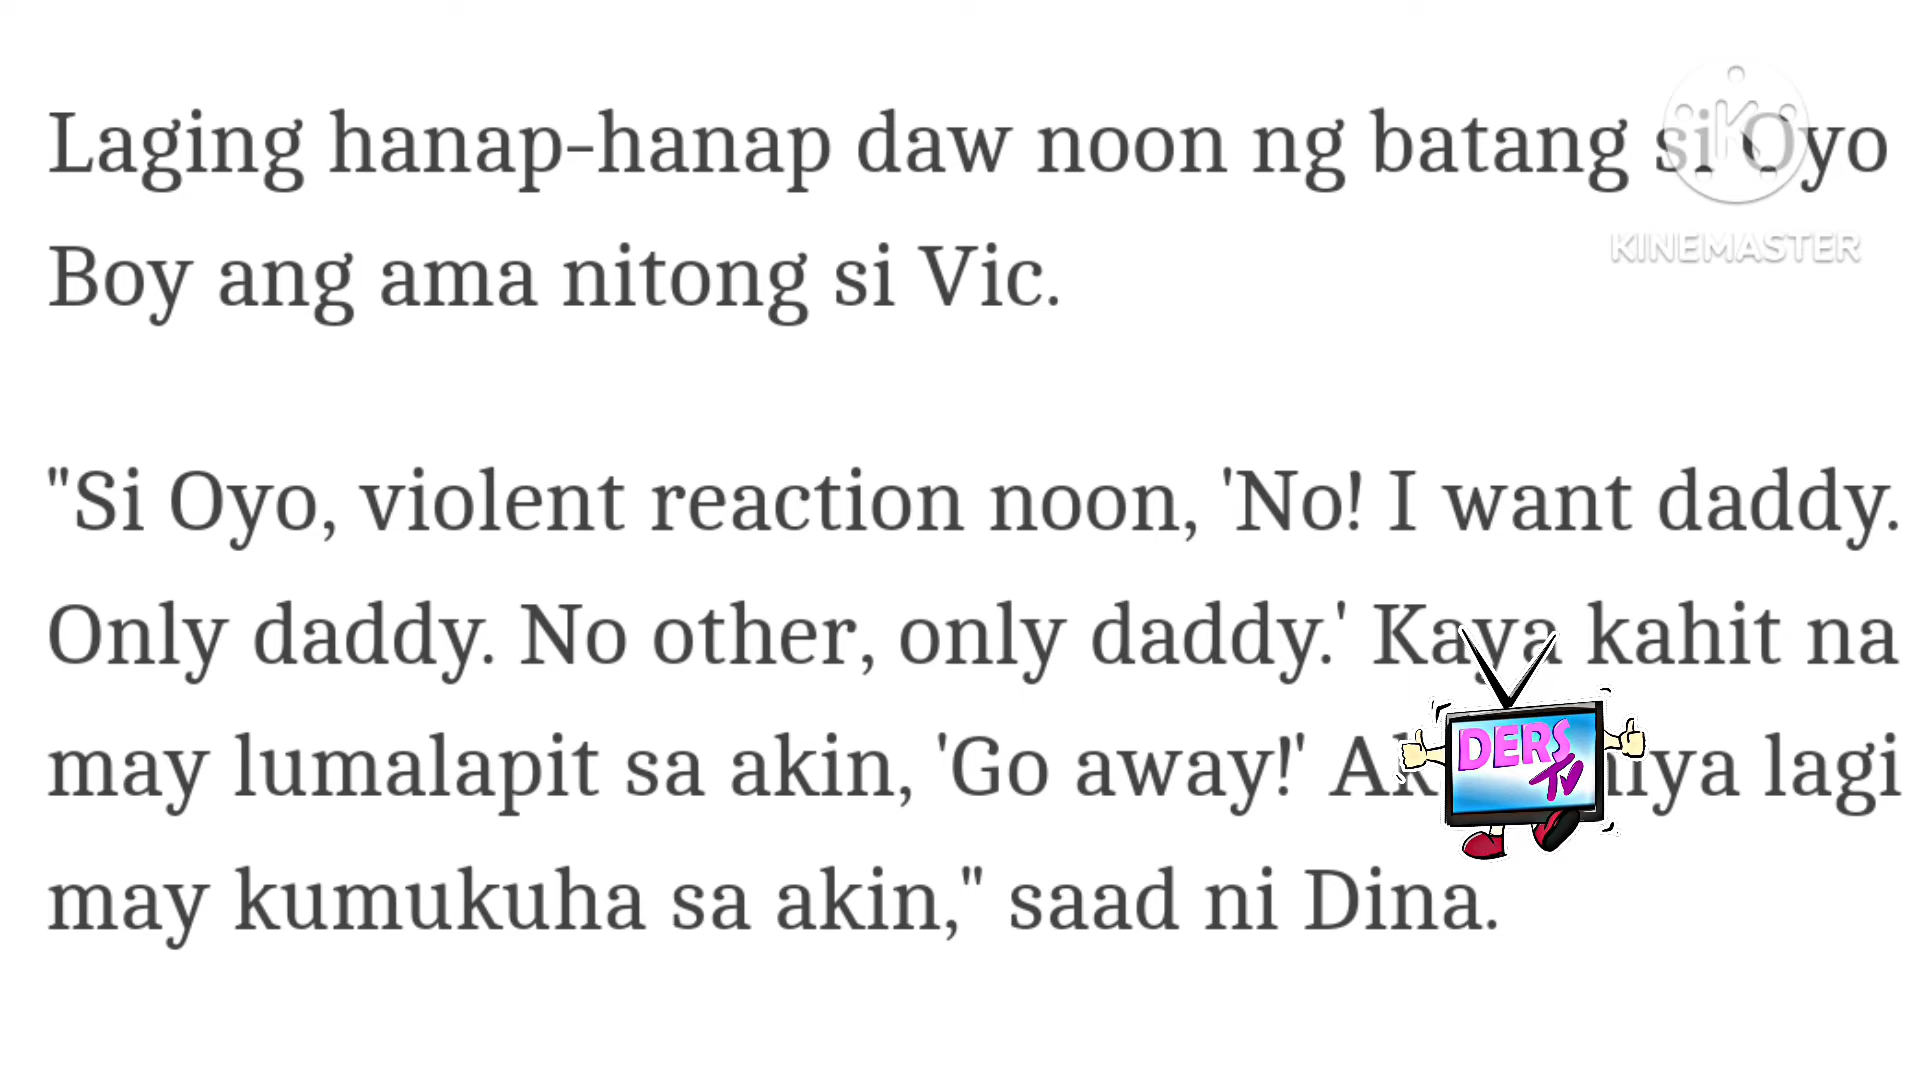 Laging hanap-hanap daw noon ng batang si Oyo
KINEMASTER
Boy ang ama nitong si Vic.
"Si Oyo, violent reaction noon, 'No! I want daddy.
Only daddy. No other, only daddy.' Kaya kahit na
may lumalapit sa akin, 'Go away!' lagi
DERS
TV
may kumukuha sa akin," saad ni Dina.